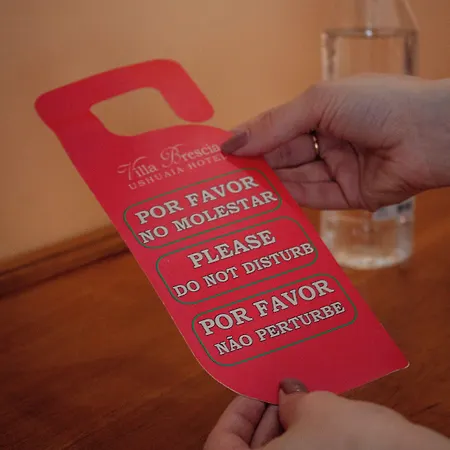 Villa Brescia
USHUAIA HOTEL
POR FAVOR
NO MOLESTAR
PLEASE
DO NOT DISTURB
POR FAVOR
NÃO PERTURBE